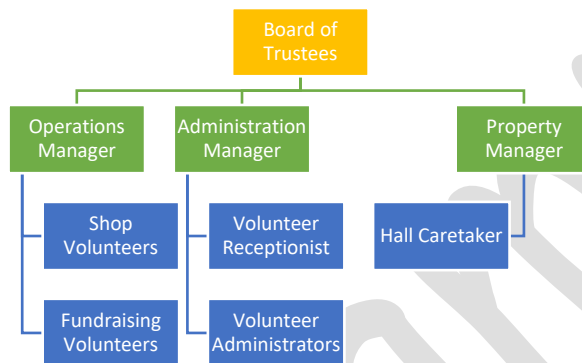 Board of
Trustees
Operations
Manager
Administration
Manager
Property
Manager
Shop
Volunteers
Volunteer
Receptionist
Hall Caretaker
Fundraising
Volunteers
Volunteer
Administrators